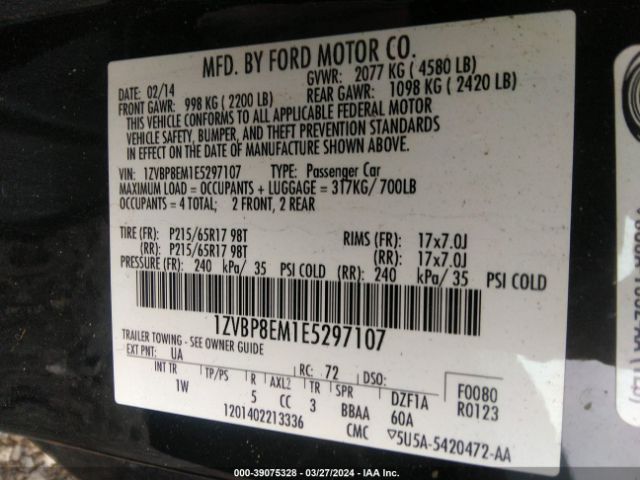 MFD. BY FORD MOTOR CO.
DATE: 02/14 GVWR: 2077 KG ( 4580 LB)
FRONT GAWR: 998 KG ( 2200 LB) REAR GAWR: 1098 KG ( 2420 LB)
THIS VEHICLE CONFORMS TO ALL APPLICABLE FEDERAL MOTOR
VEHICLE SAFETY, BUMPER, AND THEFT PREVENTION STANDARDS
IN EFFECT ON THE DATE OF MANUFACTURE SHOWN ABOVE.
VIN: 1ZVBP8EM1E5297107 TYPE: Passenger Car
MAXIMUM LOAD = OCCUPANTS + LUGGAGE = 317KG/ 700LB
OCCUPANTS = 4 TOTAL; 2 FRONT, 2 REAR
TIRE (FR): P215/65R17 98T RIMS (FR): 17x7.0J
(RR): P215/65R17 98T (RR): 17x7.0J
PRESSURE (FR): 240 kPa/ 35 PSI COLD (RR): 240 kPa/ 35 PSI COLD
1ZVBP8EM1E5297107
TRAILER TOWING - SEE OWNER GUIDE
EXT PNT: UA RC: 72 DSO:
INT TR TP/PS R AXL2 TR SPR DZF1A F0080
1W 5 CC 3 BBAA 60A R0123
1201402213336 CMC ▽5U5A-5420472-AA
000-39075328 - 03/27/2024 - IAA Inc.